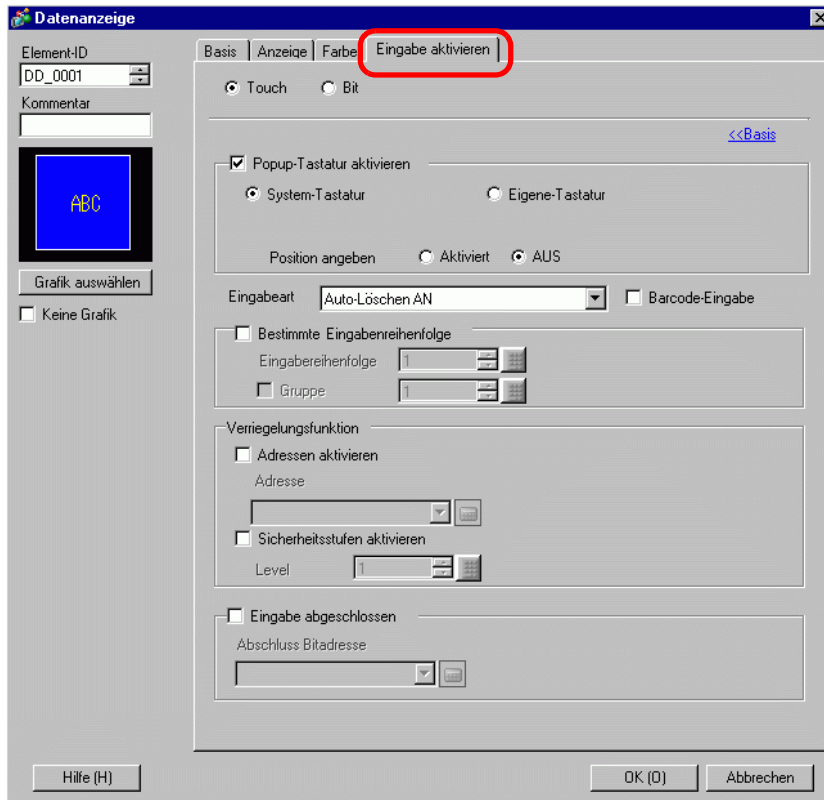 Datenanzeige
Element-ID
DD_0001
Kommentar
ABC
Grafik auswählen
Keine Grafik
Basis Anzeige Farbe Eingabe aktivieren
Touch Bit
<<Basis
Popup-Tastatur aktivieren
System-Tastatur Eigene-Tastatur
Position angeben Aktiviert AUS
Eingabeart Auto-Löschen AN Barcode-Eingabe
Bestimmte Eingabenreihenfolge
Eingabereihenfolge 1
Gruppe 1
Verriegelungsfunktion
Adressen aktivieren
Adresse
Sicherheitsstufen aktivieren
Level 1
Eingabe abgeschlossen
Abschluss Bitadresse
Hilfe (H) OK (O) Abbrechen